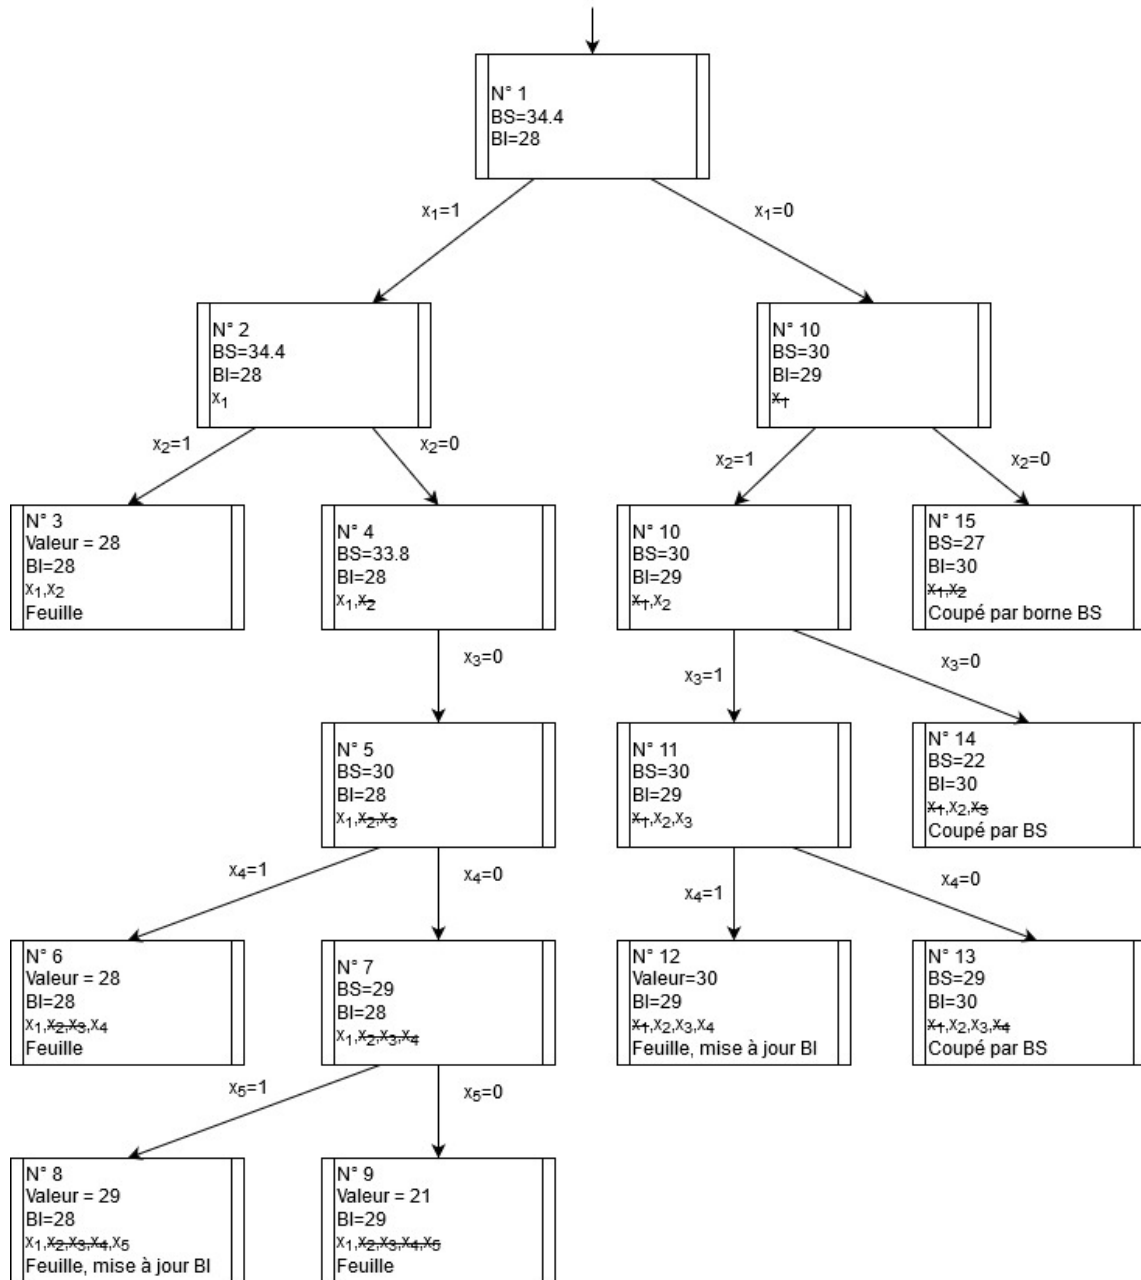 N° 1
BS=34.4
BI=28
x₁=1
x₁=0
N° 2
BS=34.4
BI=28
x₁
N° 10
BS=30
BI=29
x₁
x₂=1
x₂=0
x₂=1
x₂=0
N° 3
Valeur = 28
BI=28
x₁,x₂
Feuille
N° 4
BS=33.8
BI=28
x₁,x₂
N° 10
BS=30
BI=29
x₁,x₂
N° 15
BS=27
BI=30
x₁,x₂
Coupé par borne BS
x₃=0
x₃=1
x₃=0
N° 5
BS=30
BI=28
x₁,x₂,x₃
N° 11
BS=30
BI=29
x₁,x₂,x₃
N° 14
BS=22
BI=30
x₁,x₂,x₃
Coupé par BS
x₄=1
x₄=0
x₄=1
x₄=0
N° 6
Valeur = 28
BI=28
x₁,x₂,x₃,x₄
Feuille
N° 7
BS=29
BI=28
x₁,x₂,x₃,x₄
N° 12
Valeur=30
BI=29
x₁,x₂,x₃,x₄
Feuille, mise à jour BI
N° 13
BS=29
BI=30
x₁,x₂,x₃,x₄
Coupé par BS
x₅=1
x₅=0
N° 8
Valeur = 29
BI=28
x₁,x₂,x₃,x₄,x₅
Feuille, mise à jour BI
N° 9
Valeur = 21
BI=29
x₁,x₂,x₃,x₄,x₅
Feuille